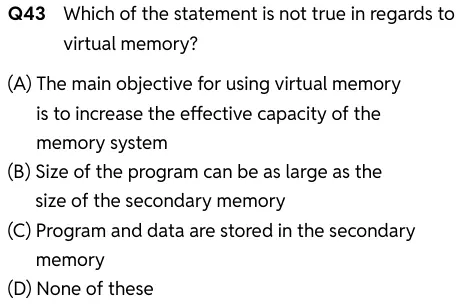 Q43 Which of the statement is not true in regards to
virtual memory?
(A) The main objective for using virtual memory
is to increase the effective capacity of the
memory system
(B) Size of the program can be as large as the
size of the secondary memory
(C) Program and data are stored in the secondary
memory
(D) None of these